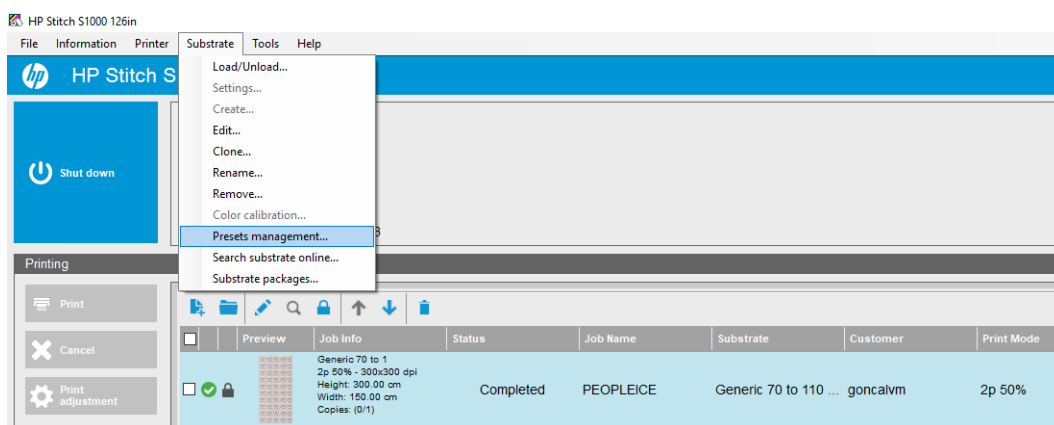 HP Stitch S1000 126in
File Information Printer Substrate Tools Help
hp HP Stitch S
Load/Unload...
Settings...
Create...
Edit...
Clone...
Rename...
Remove...
Color calibration...
Presets management...
Search substrate online...
Substrate packages...
Shut down
Printing
Print
Cancel
Print
adjustment
Preview Job Info Status Job Name Substrate Customer Print Mode
Generic 70 to 1
2p 50% - 300x300 dpi
Height: 300.00 cm
Width: 150.00 cm
Copies: (0/1)
Completed PEOPLEICE Generic 70 to 110 ... goncalvm 2p 50%